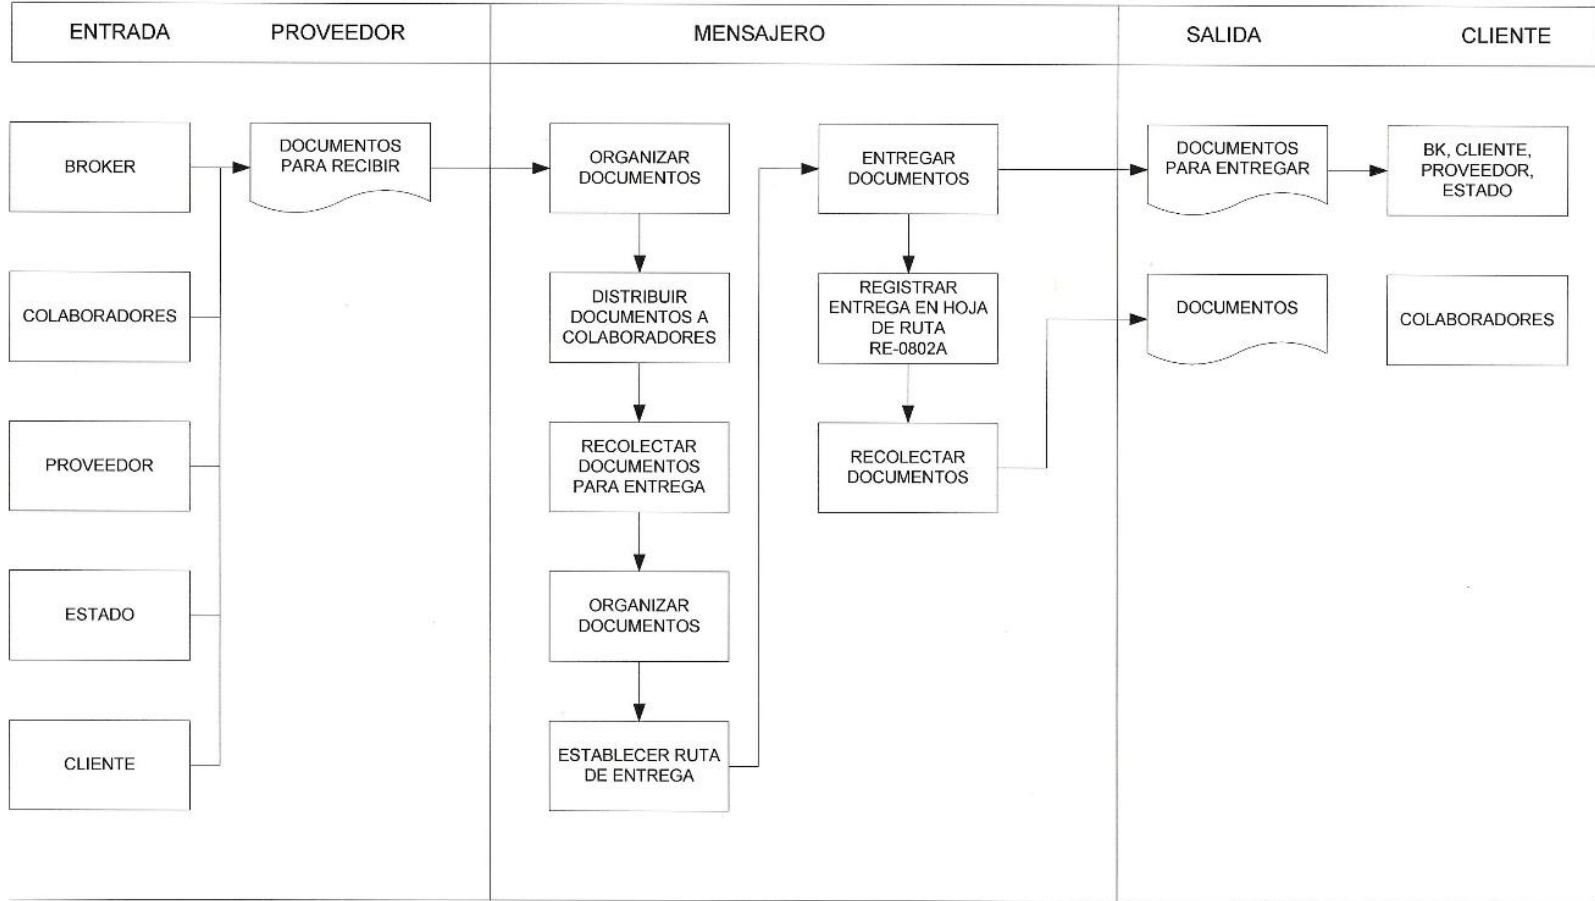 ENTRADA
PROVEEDOR
MENSAJERO
SALIDA
CLIENTE
BROKER
COLABORADORES
PROVEEDOR
ESTADO
CLIENTE
DOCUMENTOS
PARA RECIBIR
ORGANIZAR
DOCUMENTOS
DISTRIBUIR
DOCUMENTOS A
COLABORADORES
RECOLECTAR
DOCUMENTOS
PARA ENTREGA
ORGANIZAR
DOCUMENTOS
ESTABLECER RUTA
DE ENTREGA
ENTREGAR
DOCUMENTOS
REGISTRAR
ENTREGA EN HOJA
DE RUTA
RE-0802A
RECOLECTAR
DOCUMENTOS
DOCUMENTOS
PARA ENTREGAR
DOCUMENTOS
BK, CLIENTE,
PROVEEDOR,
ESTADO
COLABORADORES